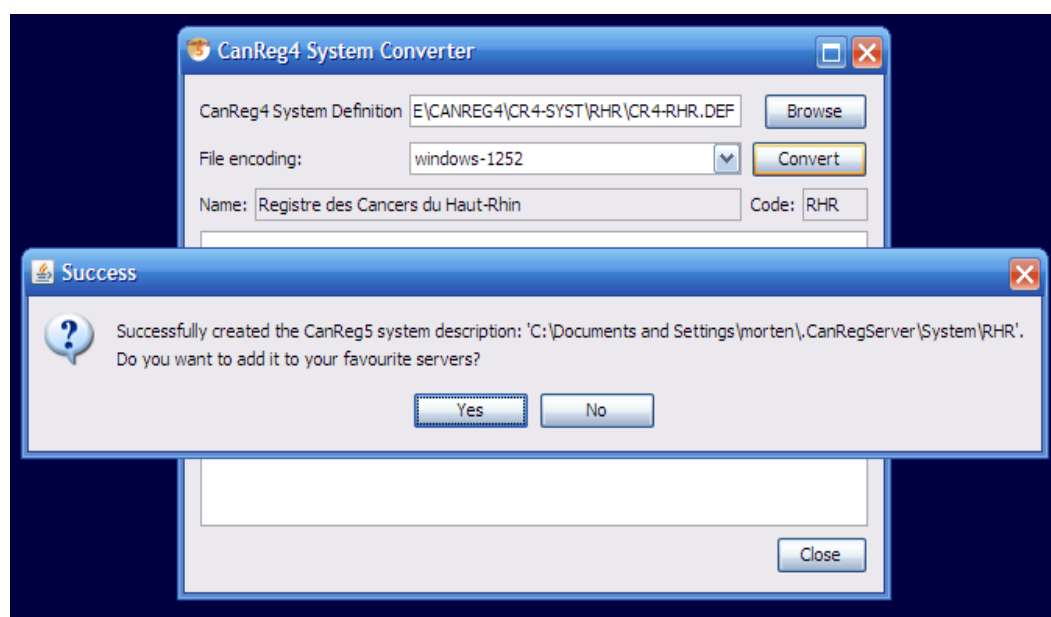 CanReg4 System Converter
CanReg4 System Definition E\CANREG4\CR4-SYST\RHR\CR4-RHR.DEF Browse
File encoding: windows-1252 Convert
Name: Registre des Cancers du Haut-Rhin Code: RHR
Success
Successfully created the CanReg5 system description: 'C:\Documents and Settings\morten\.CanRegServer\System\RHR'.
Do you want to add it to your favourite servers?
Yes No
Close